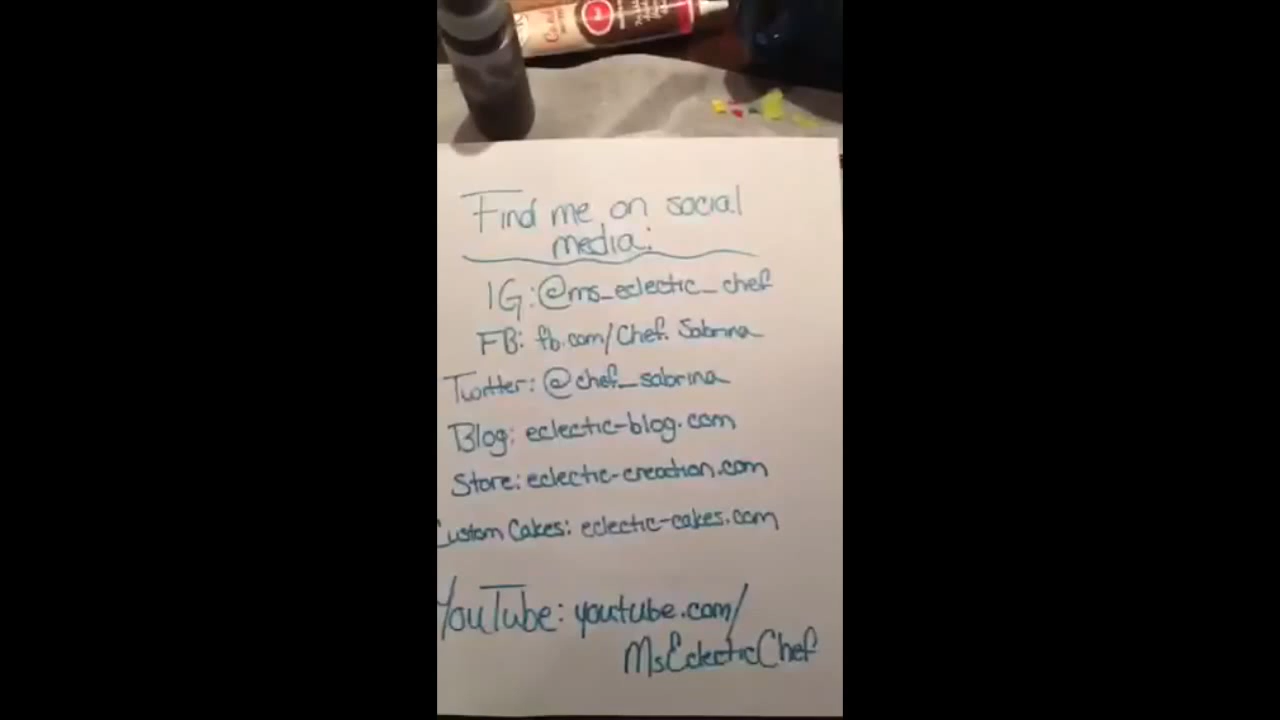 Find me on social
media:
IG: @ms_eclectic_chef
FB: fb.com/Chef.Sabrina
Twitter: @chef_sabrina
Blog: eclectic-blog.com
Store: eclectic-creation.com
Custom Cakes: eclectic-cakes.com
YouTube: youtube.com/
MsEclecticChef